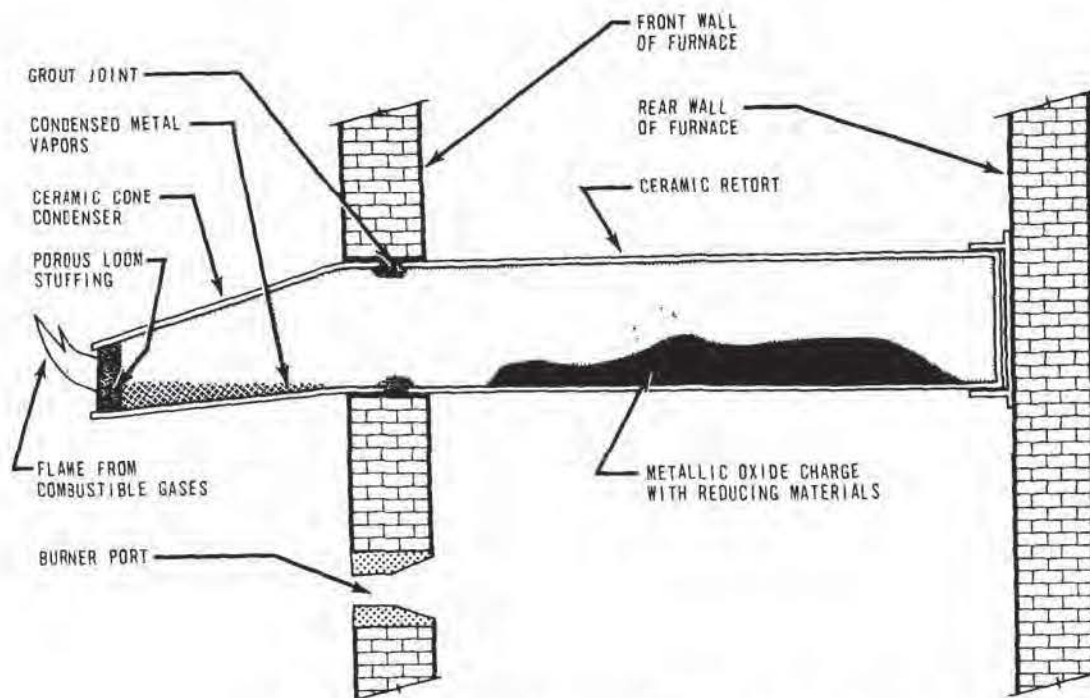 FRONT WALL
OF FURNACE
GROUT JOINT
REAR WALL
OF FURNACE
CONDENSED METAL
VAPORS
CERAMIC RETORT
CERAMIC CONE
CONDENSER
POROUS LOOM
STUFFING
FLAME FROM
COMBUSTIBLE GASES
METALLIC OXIDE CHARGE
WITH REDUCING MATERIALS
BURNER PORT